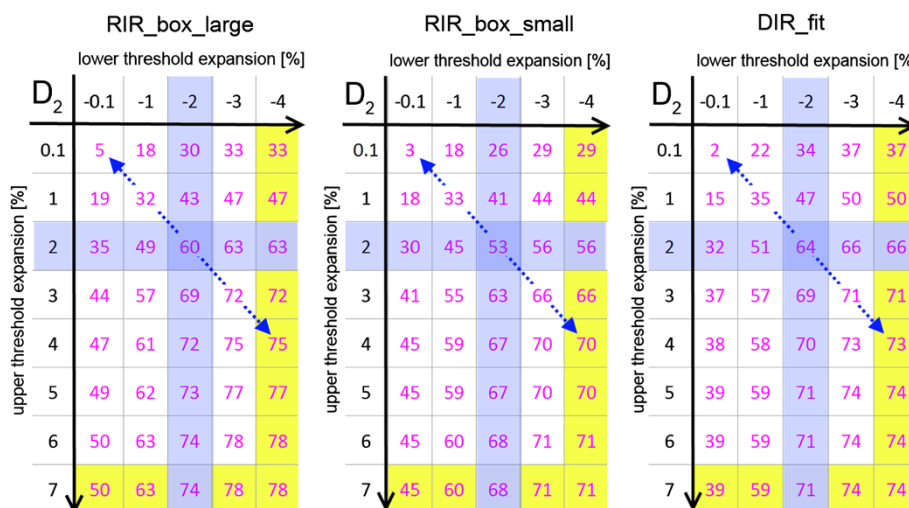 RIR_box_large
lower threshold expansion [%]
D2
-0.1 -1 -2 -3 -4
upper threshold expansion [%]
0.1 5 18 30 33 33
1 19 32 43 47 47
2 35 49 60 63 63
3 44 57 69 72 72
4 47 61 72 75 75
5 49 62 73 77 77
6 50 63 74 78 78
7 50 63 74 78 78
RIR_box_small
lower threshold expansion [%]
D2
-0.1 -1 -2 -3 -4
upper threshold expansion [%]
0.1 3 18 26 29 29
1 18 33 41 44 44
2 30 45 53 56 56
3 41 55 63 66 66
4 45 59 67 70 70
5 45 59 67 70 70
6 45 60 68 71 71
7 45 60 68 71 71
DIR_fit
lower threshold expansion [%]
D2
-0.1 -1 -2 -3 -4
upper threshold expansion [%]
0.1 2 22 34 37 37
1 15 35 47 50 50
2 32 51 64 66 66
3 37 57 69 71 71
4 38 58 70 73 73
5 39 59 71 74 74
6 39 59 71 74 74
7 39 59 71 74 74